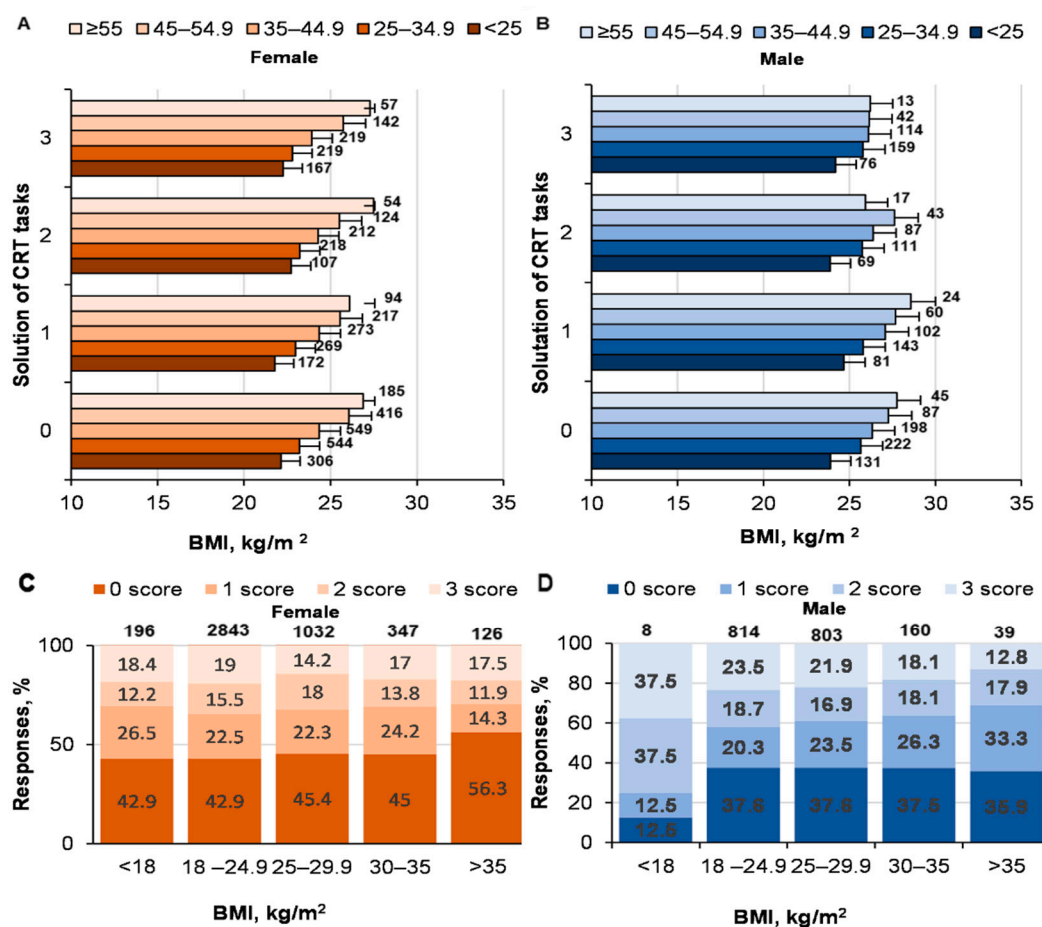 A
≥55 45–54.9 35–44.9 25–34.9 <25
Female
Solution of CRT tasks
3
57
142
219
219
167
2
54
124
212
218
107
1
94
217
273
269
172
0
185
416
549
544
306
10 15 20 25 30 35
BMI, kg/m 2
B
≥55 45–54.9 35–44.9 25–34.9 <25
Male
Solutation of CRT tasks
3
13
42
114
159
76
2
17
43
87
111
69
1
24
60
102
143
81
0
45
87
198
222
131
10 15 20 25 30 35
BMI, kg/m 2
C
0 score 1 score 2 score 3 score
Female
196 2843 1032 347 126
Responses, %
100
50
0
18.4 19 14.2 17 17.5
12.2 15.5 18 13.8 11.9
26.5 22.5 22.3 24.2 14.3
42.9 42.9 45.4 45 56.3
<18 18 –24.9 25–29.9 30–35 >35
BMI, kg/m²
D
0 score 1 score 2 score 3 score
Male
8 814 803 160 39
Responses, %
100
80
60
40
20
0
37.5 23.5 21.9 18.1 12.8
37.5 18.7 16.9 18.1 17.9
12.5 20.3 23.5 26.3 33.3
12.5 37.6 37.8 37.5 35.9
<18 18 –24.9 25–29.9 30–35 >35
BMI, kg/m²